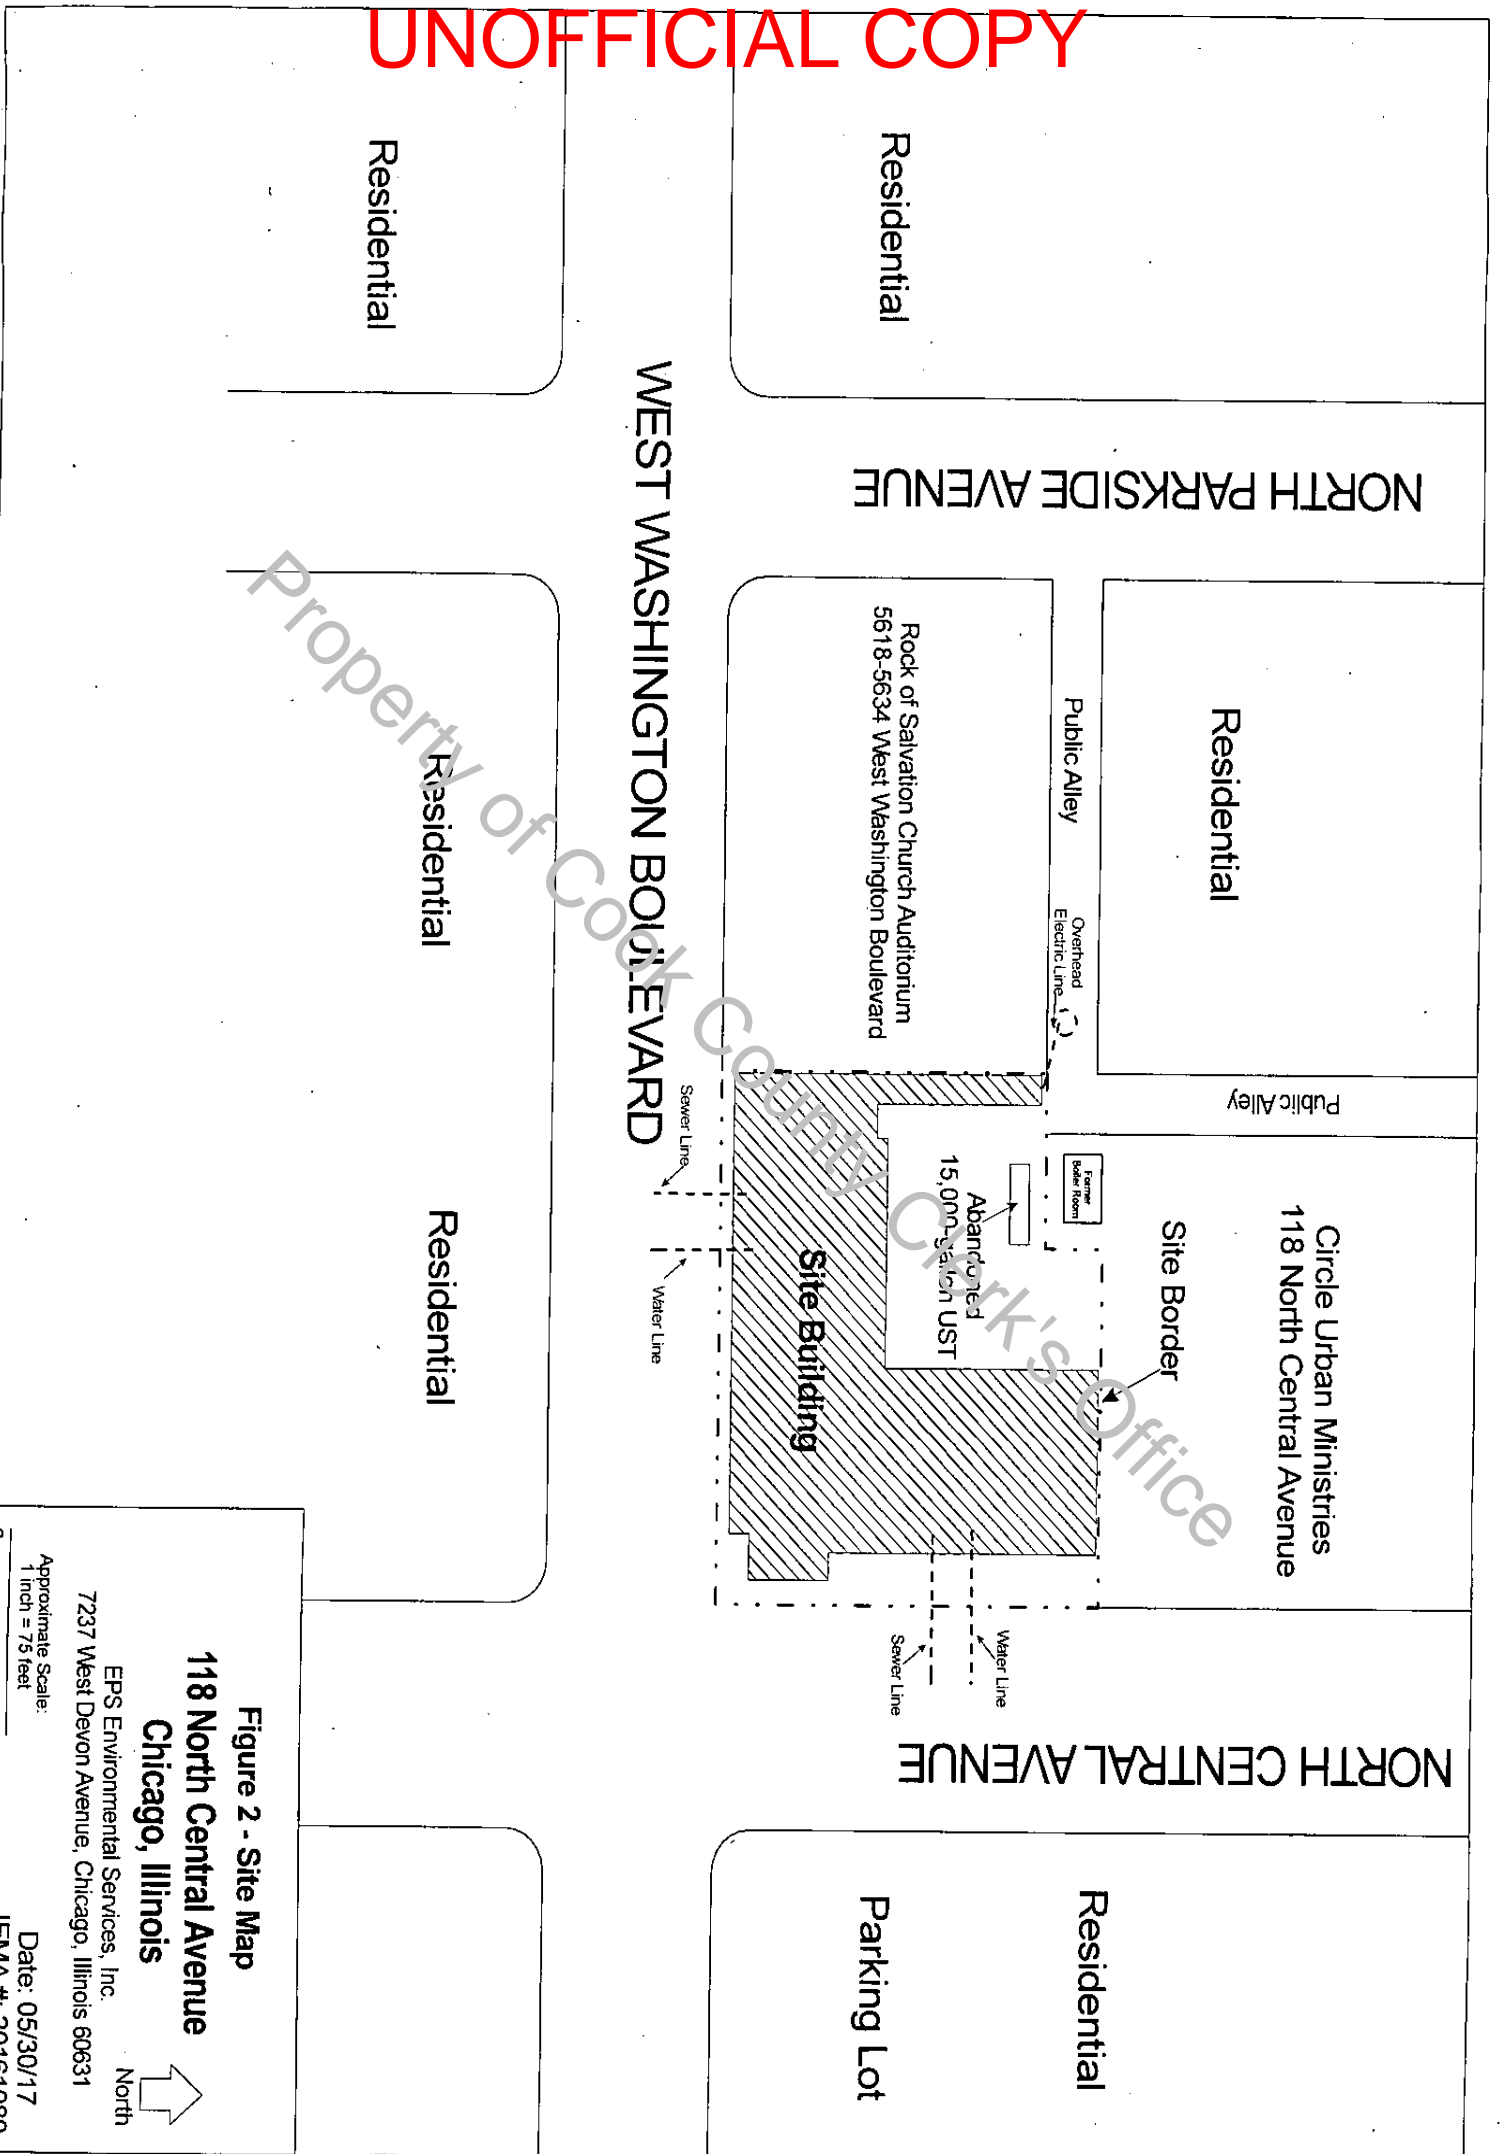 UNOFFICIAL COPY
Residential
Residential
NORTH PARKSIDE AVENUE
Residential
Public Alley
Overhead
Electric Line
Rock of Salvation Church Auditorium
5618-5634 West Washington Boulevard
WEST WASHINGTON BOULEVARD
Residential
Residential
Public Alley
Circle Urban Ministries
118 North Central Avenue
Site Border
Former
Boiler Room
Abandoned
15,000-gallon UST
Site Building
Sewer Line
Water Line
Water Line
Sewer Line
NORTH CENTRAL AVENUE
Residential
Parking Lot
Property of Cook County Clerk's Office
Figure 2 - Site Map
118 North Central Avenue
Chicago, Illinois
EPS Environmental Services, Inc.
7237 West Devon Avenue, Chicago, Illinois 60631
North
Approximate Scale:
1 inch = 75 feet
Date: 05/30/17